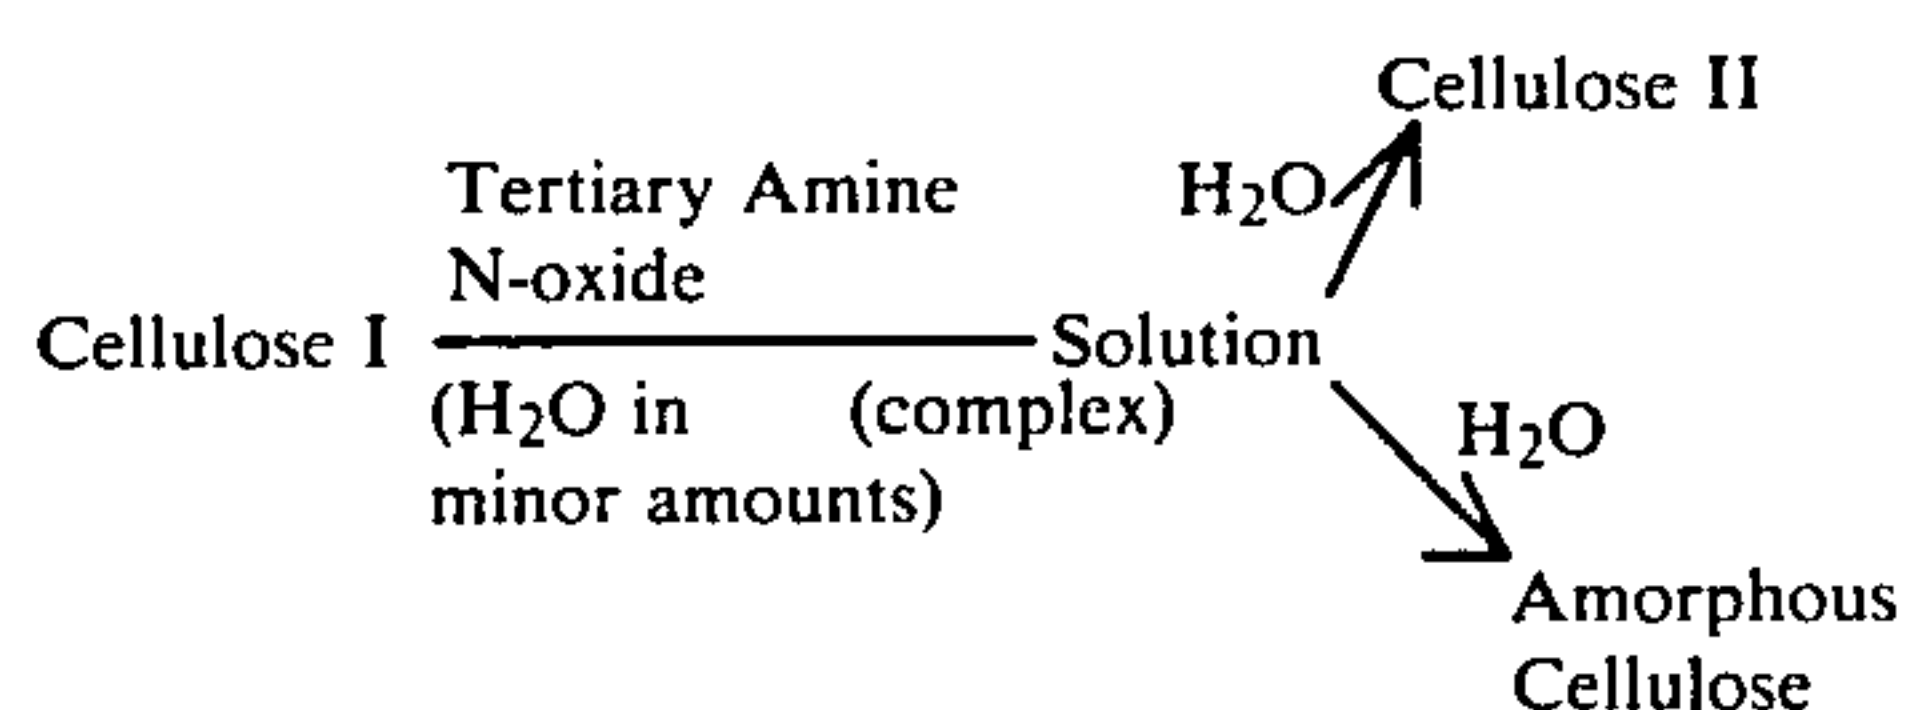 Cellulose II
Tertiary Amine
H₂O
N-oxide
Cellulose I
Solution
(H₂O in
(complex)
H₂O
minor amounts)
Amorphous
Cellulose